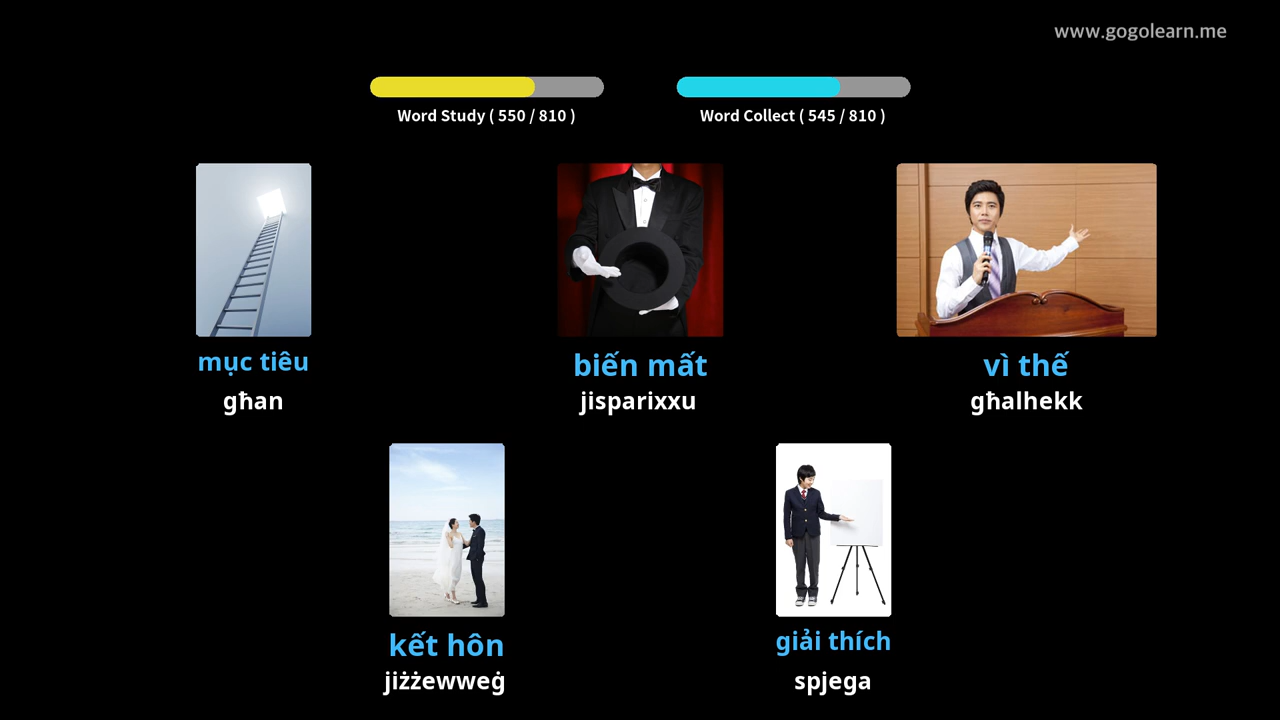 www.gogolearn.me
Word Study ( 550 / 810 )
Word Collect ( 545 / 810 )
mục tiêu
għan
biến mất
jisparixxu
vì thế
għalhekk
kết hôn
jiżżewweġ
giải thích
spjega